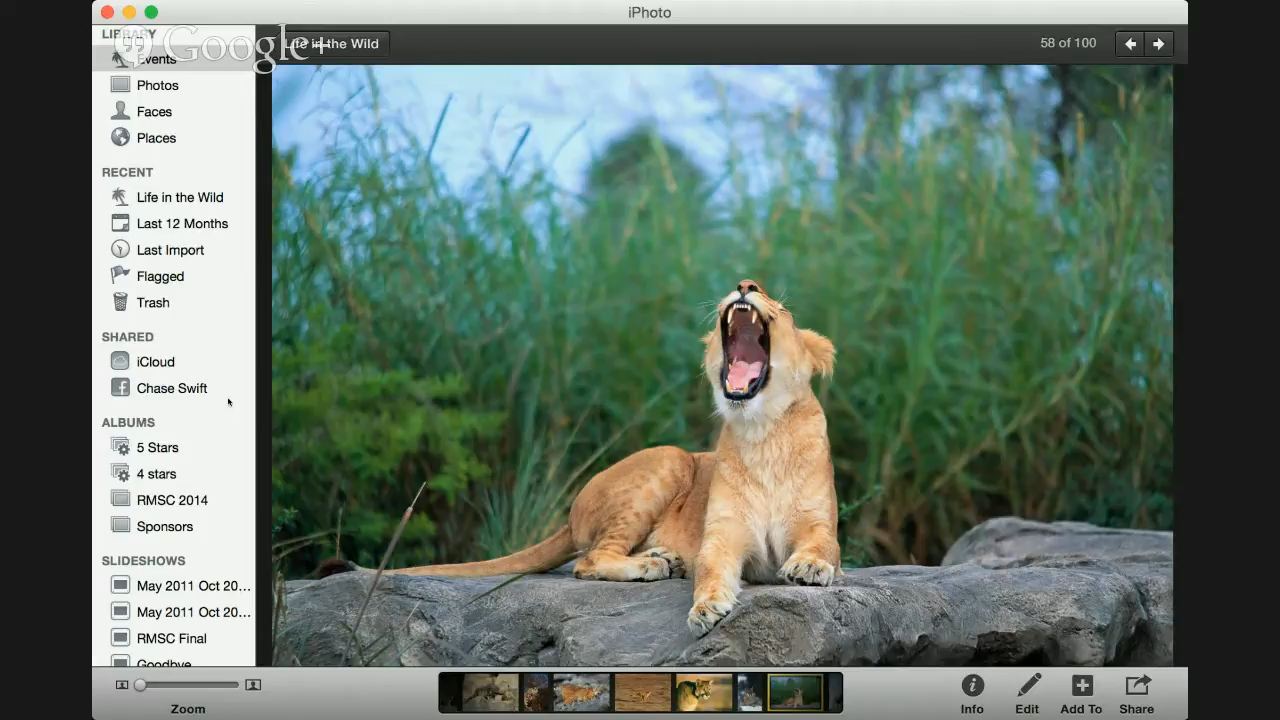 iPhoto
LIBRARY
Google+
Life in the Wild
58 of 100
Events
Photos
Faces
Places
RECENT
Life in the Wild
Last 12 Months
Last Import
Flagged
Trash
SHARED
iCloud
Chase Swift
ALBUMS
5 Stars
4 stars
RMSC 2014
Sponsors
SLIDESHOWS
May 2011 Oct 20...
May 2011 Oct 20...
RMSC Final
Goodbye
Zoom
Info
Edit
Add To
Share